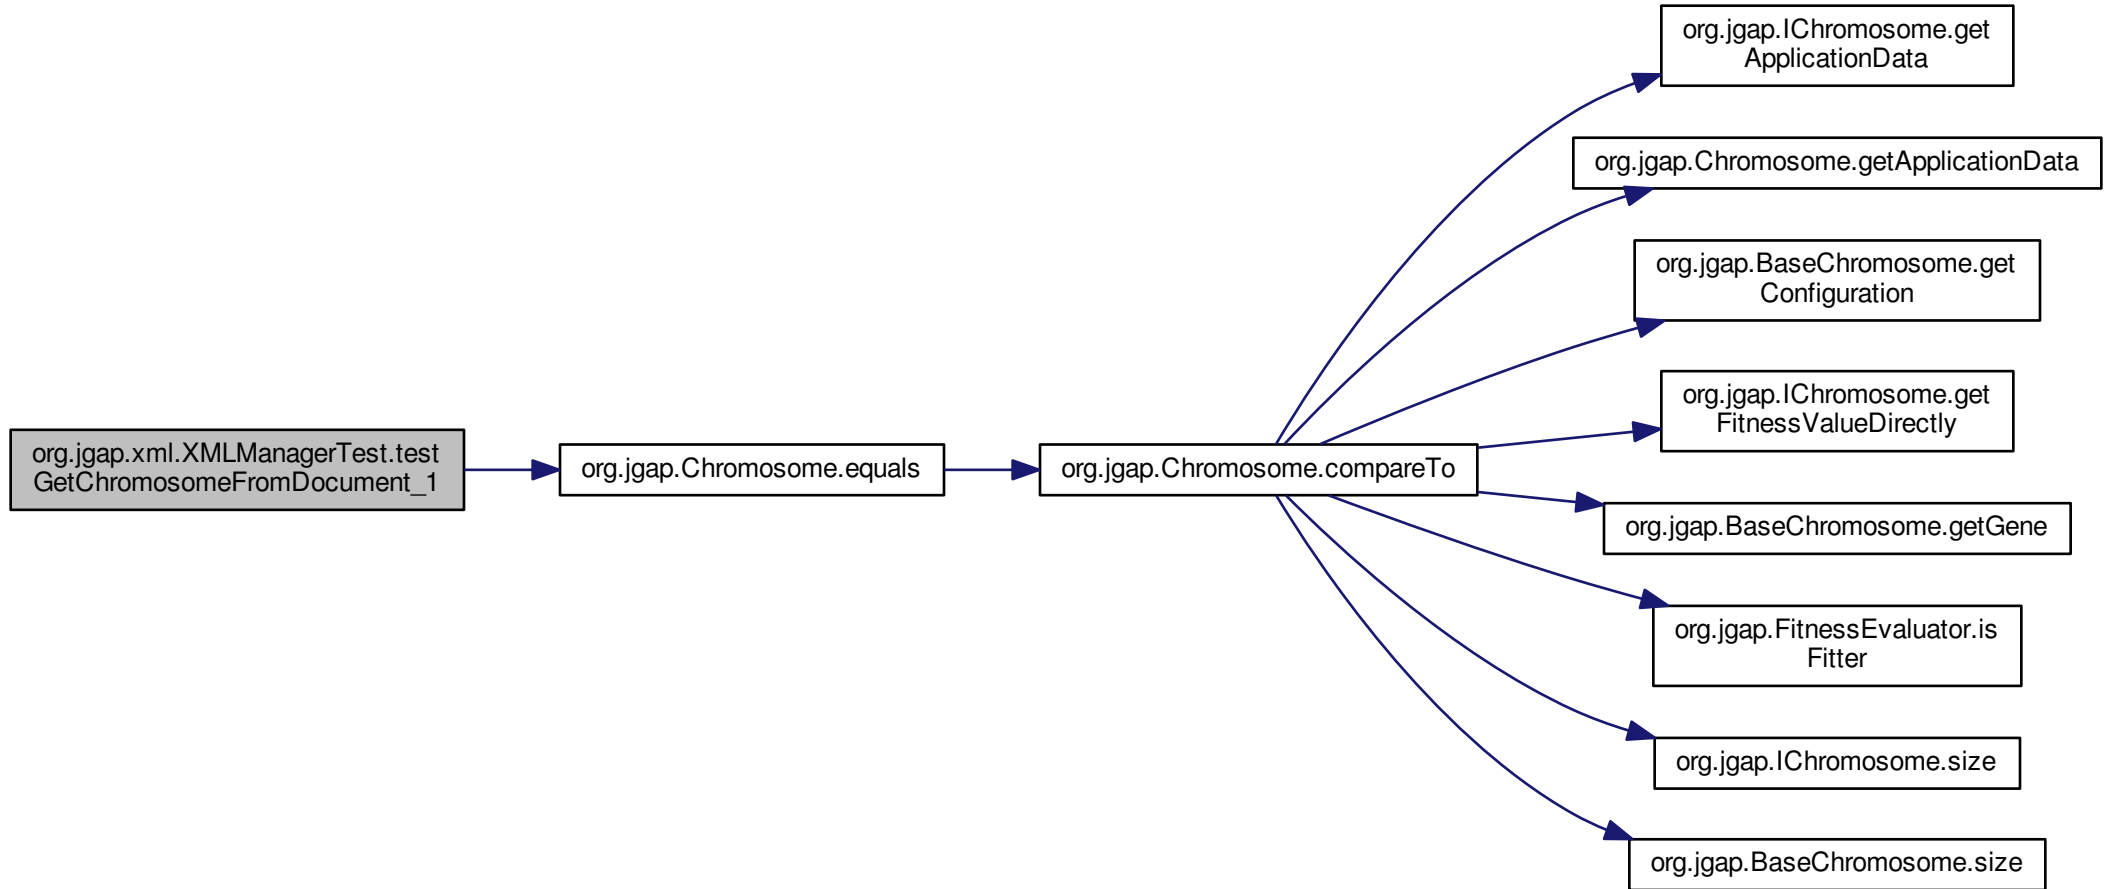 org.jgap.xml.XMLManagerTest.test
GetChromosomeFromDocument_1
org.jgap.Chromosome.equals
org.jgap.Chromosome.compareTo
org.jgap.IChromosome.get
ApplicationData
org.jgap.Chromosome.getApplicationData
org.jgap.BaseChromosome.get
Configuration
org.jgap.IChromosome.get
FitnessValueDirectly
org.jgap.BaseChromosome.getGene
org.jgap.FitnessEvaluator.is
Fitter
org.jgap.IChromosome.size
org.jgap.BaseChromosome.size